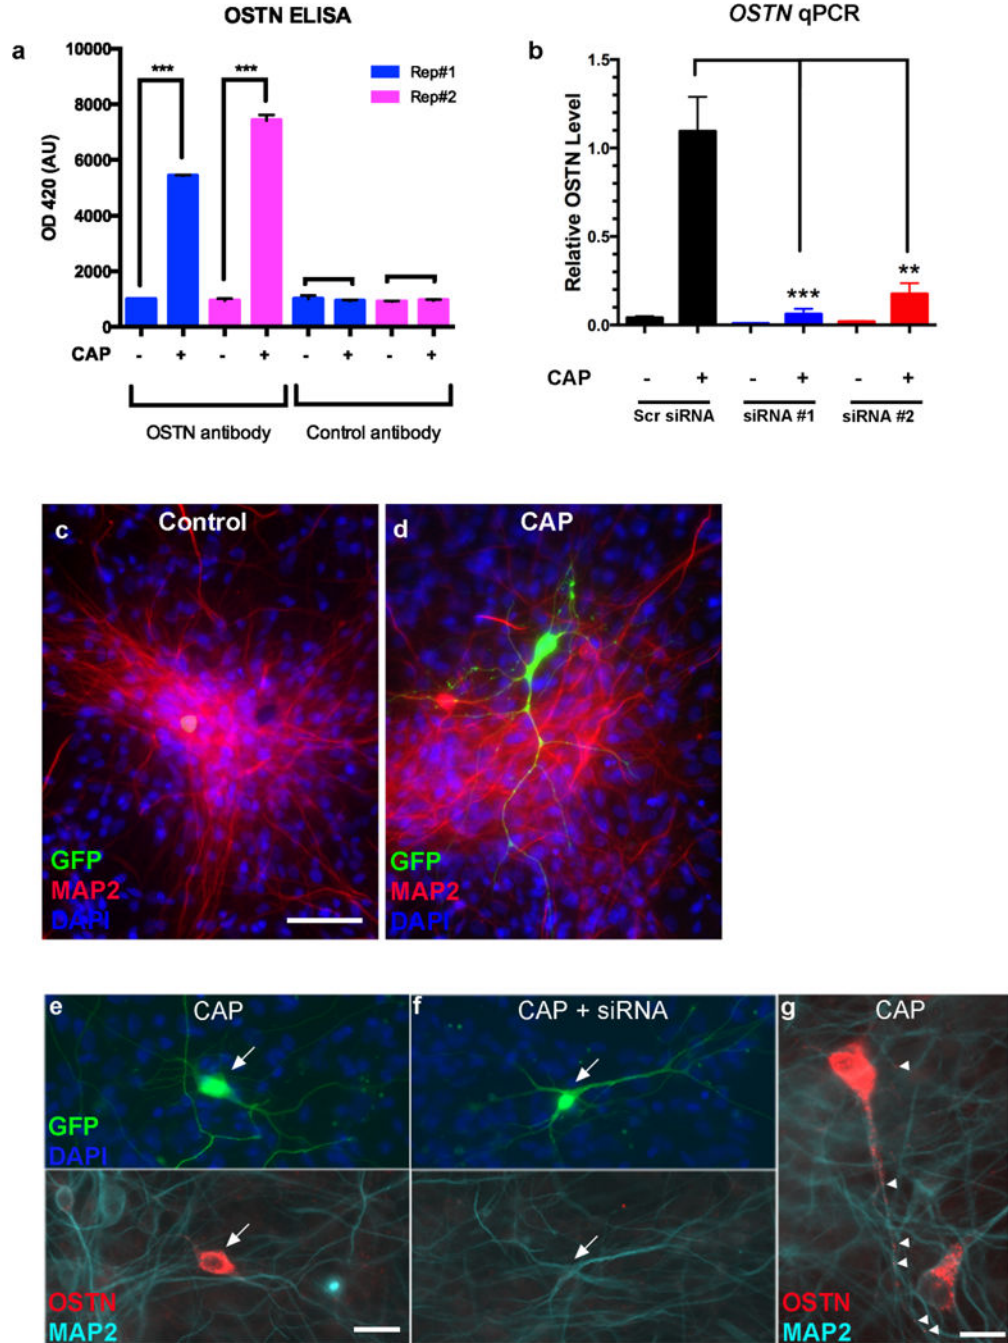 OSTN ELISA
a
OD 420 (AU)
10000
8000
6000
4000
2000
0
***
***
Rep#1
Rep#2
CAP - + - + - + - +
OSTN antibody Control antibody
OSTN qPCR
b
Relative OSTN Level
1.5
1.0
0.5
0.0
***
**
CAP - + - + - +
Scr siRNA siRNA #1 siRNA #2
c Control
GFP
MAP2
DAPI
d CAP
GFP
MAP2
DAPI
e CAP
GFP
DAPI
OSTN
MAP2
f CAP + siRNA
g CAP
OSTN
MAP2